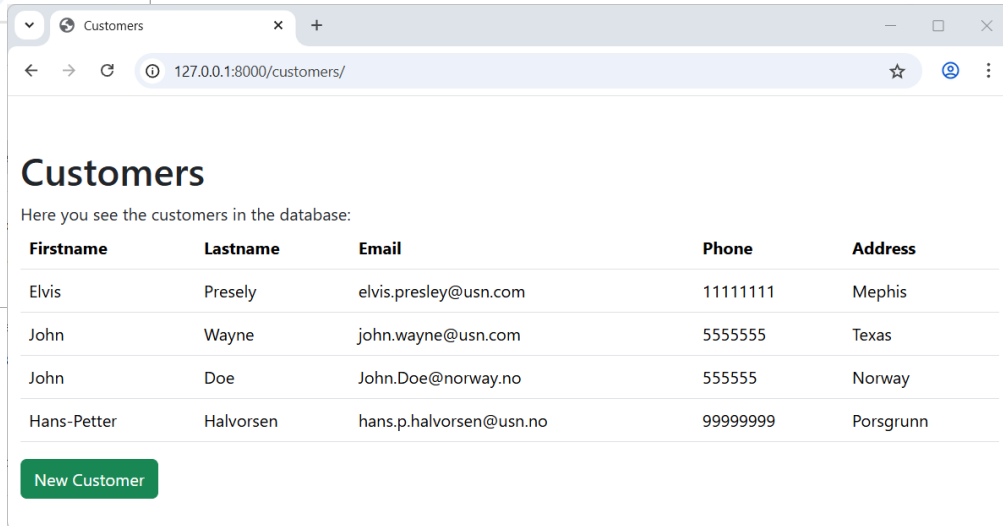 Customers
127.0.0.1:8000/customers/
Customers
Here you see the customers in the database:
Firstname Lastname Email Phone Address
Elvis Presely elvis.presley@usn.com 11111111 Mephis
John Wayne john.wayne@usn.com 5555555 Texas
John Doe John.Doe@norway.no 555555 Norway
Hans-Petter Halvorsen hans.p.halvorsen@usn.no 99999999 Porsgrunn
New Customer